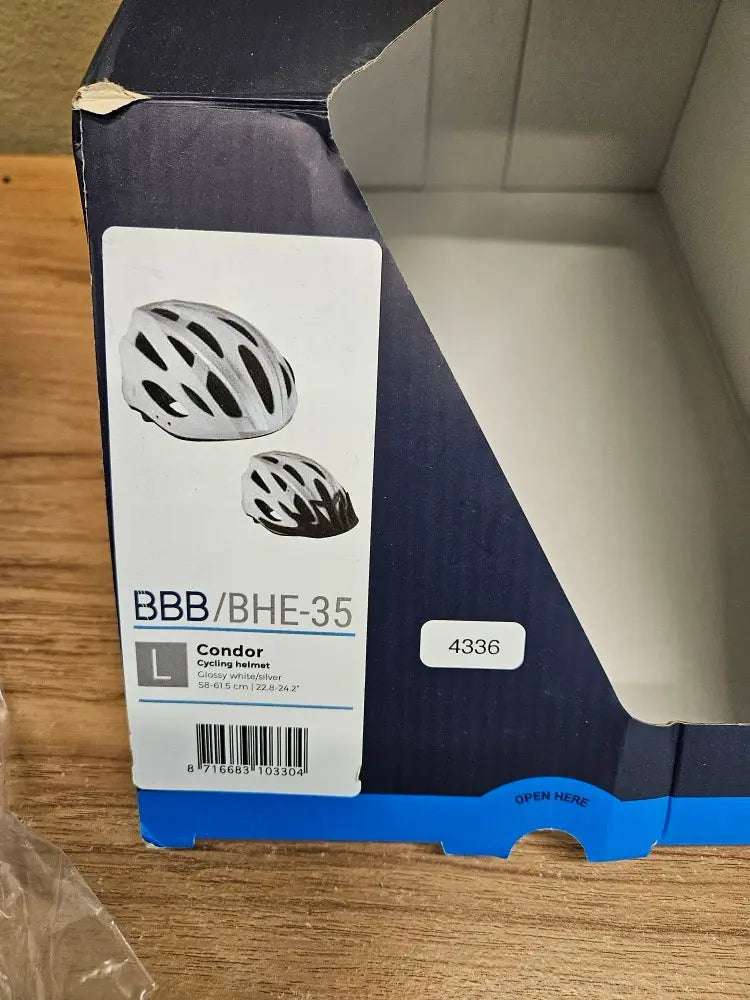 BBB/BHE-35
L
Condor
Cycling helmet
Glossy white/silver
58-61.5 cm | 22.8-24.2"
8 716683 103304
4336
OPEN HERE